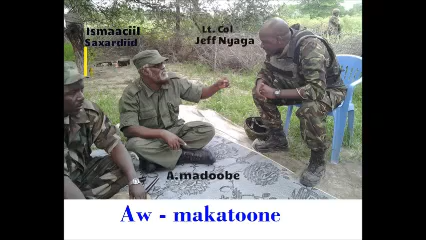 Ismaaciil
Saxardiid
Lt. Col
Jeff Nyaga
A.madoobe
Aw - makatoone